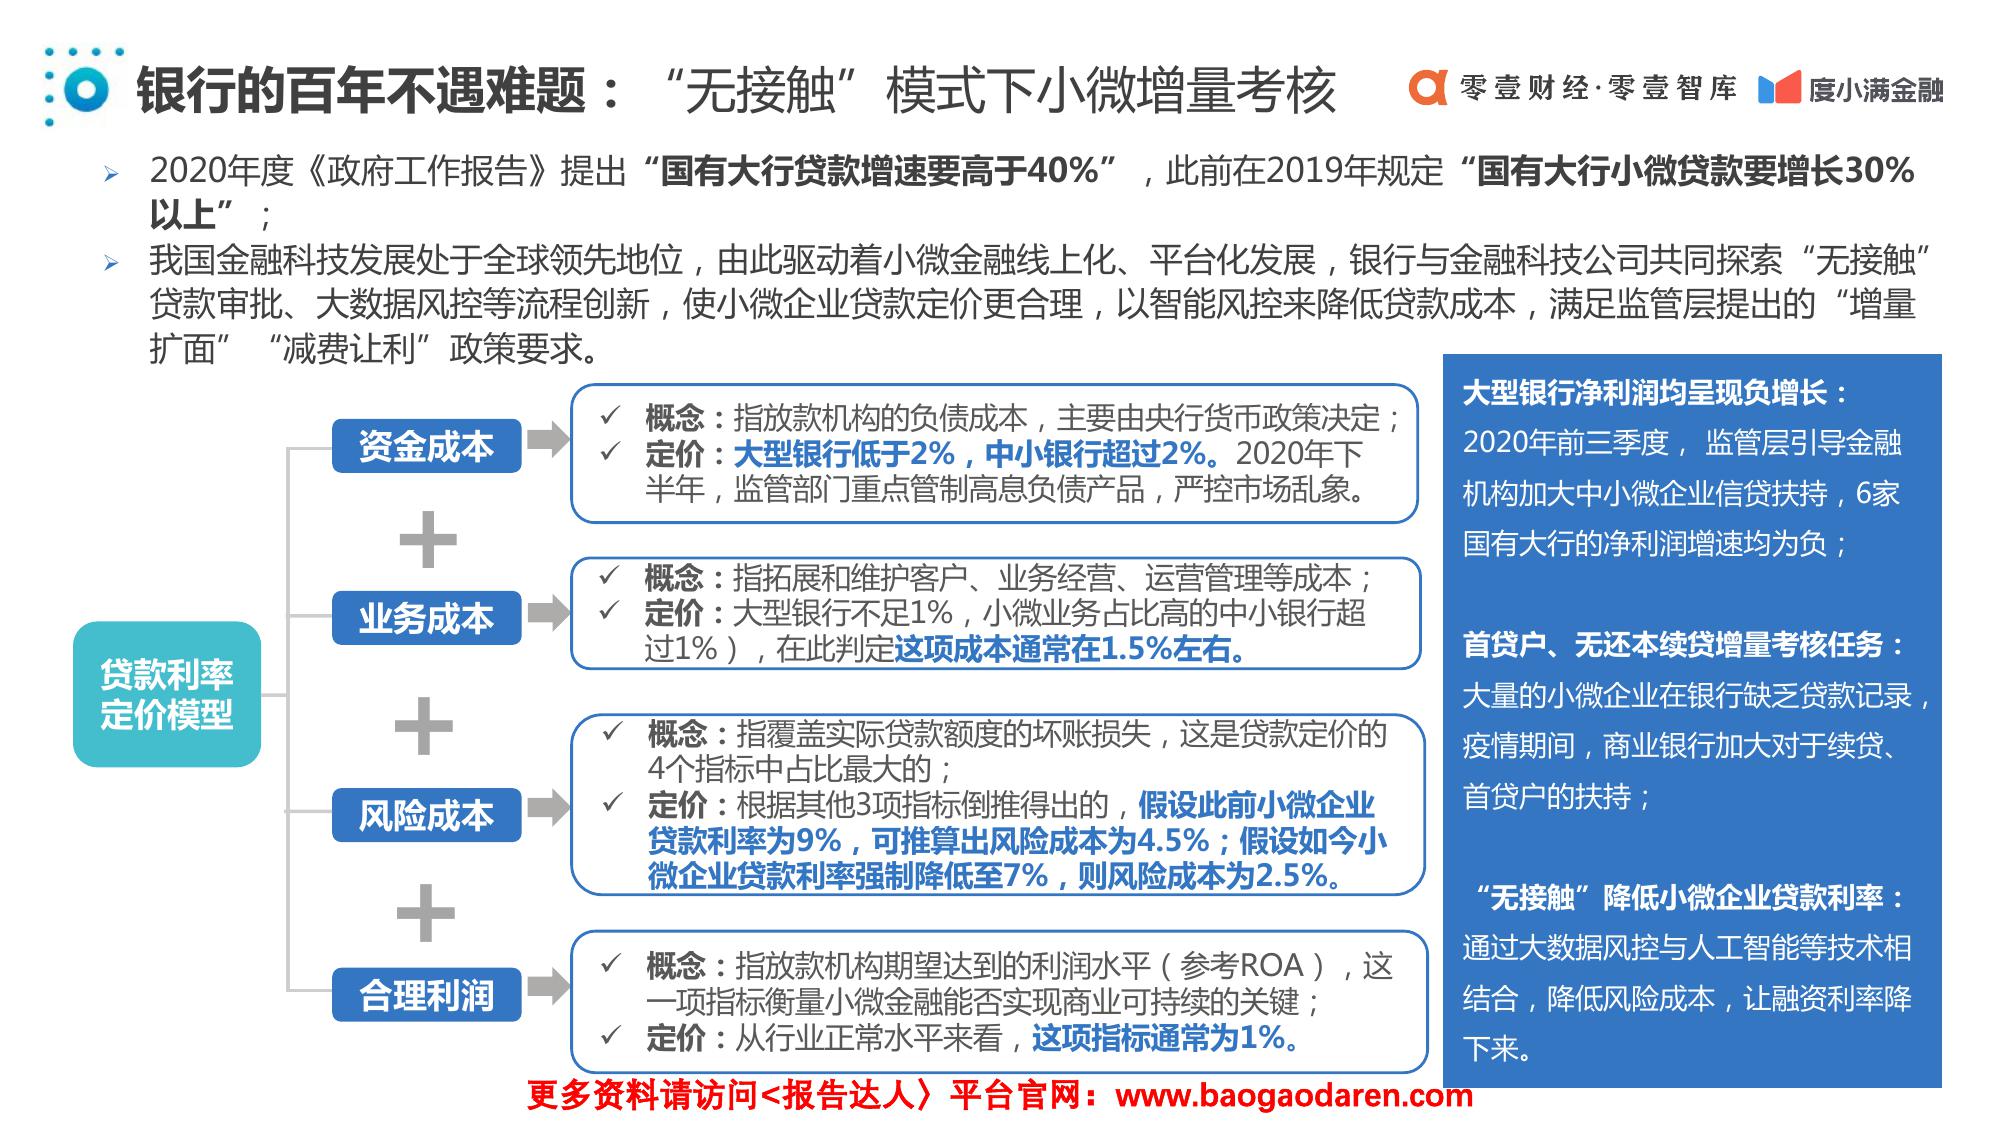 银行的百年不遇难题：“无接触”模式下小微增量考核
零壹财经·零壹智库
度小满金融
➢ 2020年度《政府工作报告》提出“国有大行贷款增速要高于40%”，此前在2019年规定“国有大行小微贷款要增长30%
以上”；
➢ 我国金融科技发展处于全球领先地位，由此驱动着小微金融线上化、平台化发展，银行与金融科技公司共同探索“无接触”
贷款审批、大数据风控等流程创新，使小微企业贷款定价更合理，以智能风控来降低贷款成本，满足监管层提出的“增量
扩面”“减费让利”政策要求。
贷款利率
定价模型
资金成本
✓ 概念：指放款机构的负债成本，主要由央行货币政策决定；
✓ 定价：大型银行低于2%，中小银行超过2%。2020年下
半年，监管部门重点管制高息负债产品，严控市场乱象。
+
业务成本
✓ 概念：指拓展和维护客户、业务经营、运营管理等成本；
✓ 定价：大型银行不足1%，小微业务占比高的中小银行超
过1%），在此判定这项成本通常在1.5%左右。
+
风险成本
✓ 概念：指覆盖实际贷款额度的坏账损失，这是贷款定价的
4个指标中占比最大的；
✓ 定价：根据其他3项指标倒推得出的，假设此前小微企业
贷款利率为9%，可推算出风险成本为4.5%；假设如今小
微企业贷款利率强制降低至7%，则风险成本为2.5%。
+
合理利润
✓ 概念：指放款机构期望达到的利润水平（参考ROA），这
一项指标衡量小微金融能否实现商业可持续的关键；
✓ 定价：从行业正常水平来看，这项指标通常为1%。
大型银行净利润均呈现负增长：
2020年前三季度， 监管层引导金融
机构加大中小微企业信贷扶持，6家
国有大行的净利润增速均为负；
首贷户、无还本续贷增量考核任务：
大量的小微企业在银行缺乏贷款记录，
疫情期间，商业银行加大对于续贷、
首贷户的扶持；
“无接触”降低小微企业贷款利率：
通过大数据风控与人工智能等技术相
结合，降低风险成本，让融资利率降
下来。
更多资料请访问<报告达人〉平台官网：www.baogaodaren.com